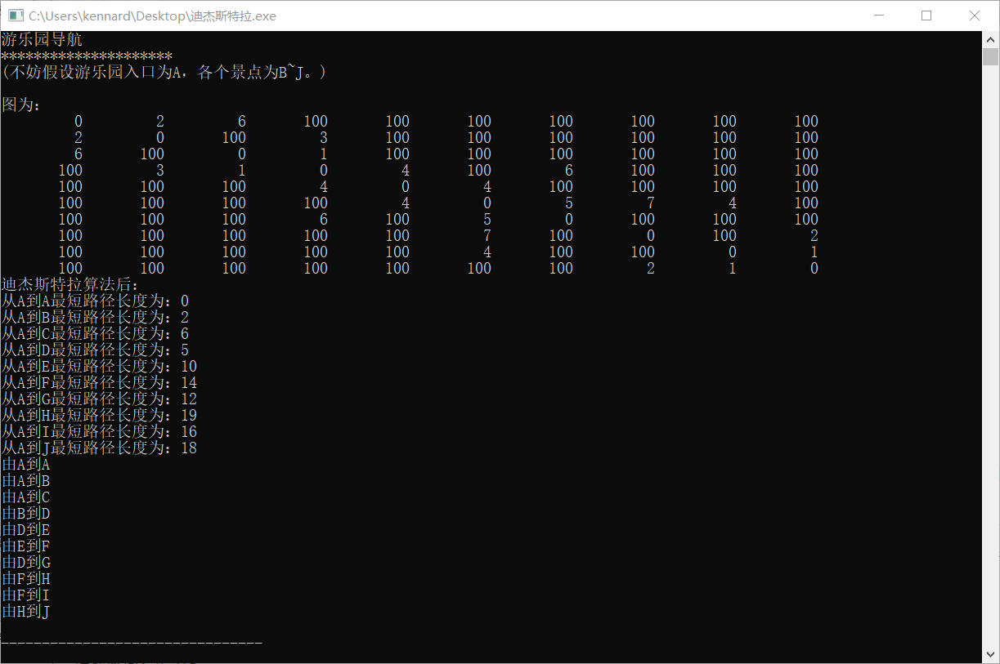 C:\Users\kennard\Desktop\迪杰斯特拉.exe
游乐园导航
*********************
(不妨假设游乐园入口为A，各个景点为B~J。)
图为：
0 2 6 100 100 100 100 100 100 100
2 0 100 3 100 100 100 100 100 100
6 100 0 1 100 100 100 100 100 100
100 3 1 0 4 100 6 100 100 100
100 100 100 4 0 4 100 100 100 100
100 100 100 100 4 0 5 7 4 100
100 100 100 6 100 5 0 100 100 100
100 100 100 100 100 7 100 0 100 2
100 100 100 100 100 4 100 100 0 1
100 100 100 100 100 100 100 2 1 0
迪杰斯特拉算法后：
从A到A最短路径长度为：0
从A到B最短路径长度为：2
从A到C最短路径长度为：6
从A到D最短路径长度为：5
从A到E最短路径长度为：10
从A到F最短路径长度为：14
从A到G最短路径长度为：12
从A到H最短路径长度为：19
从A到I最短路径长度为：16
从A到J最短路径长度为：18
由A到A
由A到B
由A到C
由B到D
由D到E
由E到F
由D到G
由F到H
由F到I
由H到J
--------------------------------